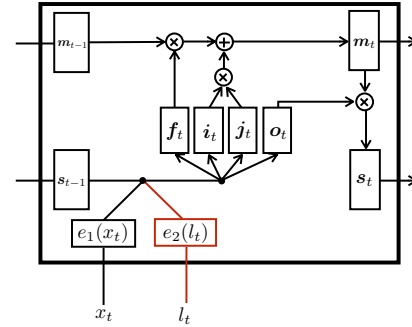 m_{t-1} × + m_t
× ×
f_t i_t j_t o_t
s_{t-1} s_t
e_1(x_t) e_2(l_t)
x_t l_t